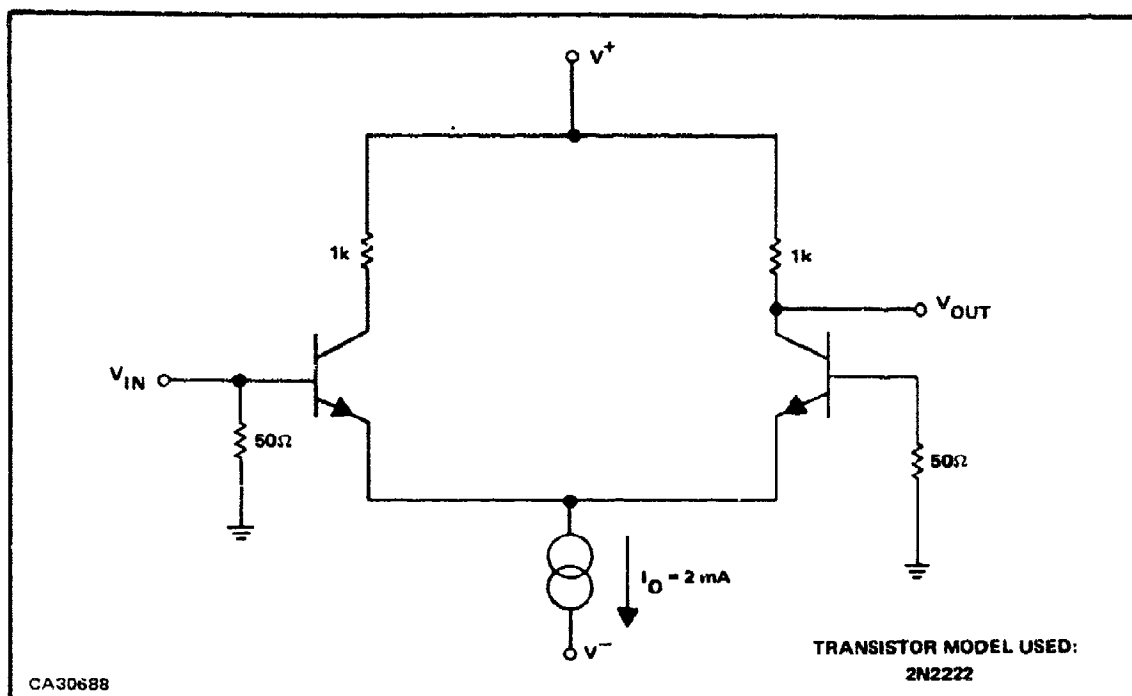 V+
1k
1k
VOUT
VIN
50Ω
50Ω
IO = 2 mA
V−
TRANSISTOR MODEL USED:
2N2222
CA30688